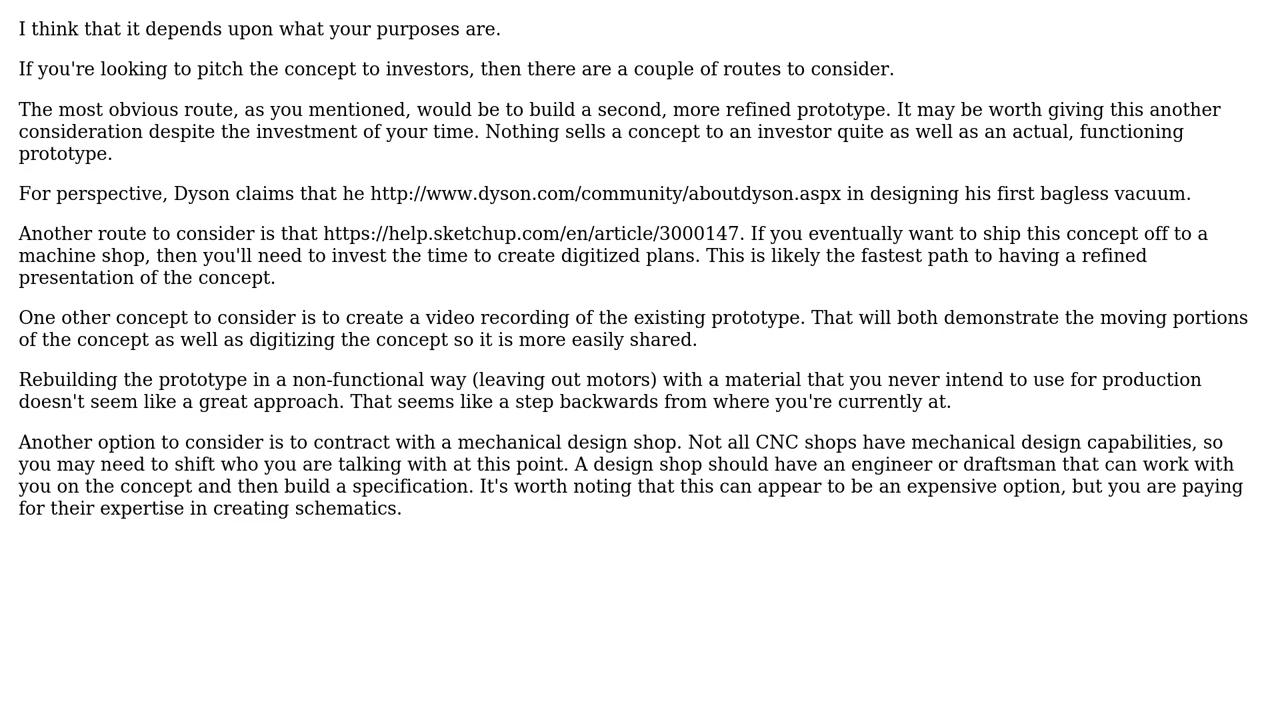 I think that it depends upon what your purposes are.
If you're looking to pitch the concept to investors, then there are a couple of routes to consider.
The most obvious route, as you mentioned, would be to build a second, more refined prototype. It may be worth giving this another
consideration despite the investment of your time. Nothing sells a concept to an investor quite as well as an actual, functioning
prototype.
For perspective, Dyson claims that he http://www.dyson.com/community/aboutdyson.aspx in designing his first bagless vacuum.
Another route to consider is that https://help.sketchup.com/en/article/3000147. If you eventually want to ship this concept off to a
machine shop, then you'll need to invest the time to create digitized plans. This is likely the fastest path to having a refined
presentation of the concept.
One other concept to consider is to create a video recording of the existing prototype. That will both demonstrate the moving portions
of the concept as well as digitizing the concept so it is more easily shared.
Rebuilding the prototype in a non-functional way (leaving out motors) with a material that you never intend to use for production
doesn't seem like a great approach. That seems like a step backwards from where you're currently at.
Another option to consider is to contract with a mechanical design shop. Not all CNC shops have mechanical design capabilities, so
you may need to shift who you are talking with at this point. A design shop should have an engineer or draftsman that can work with
you on the concept and then build a specification. It's worth noting that this can appear to be an expensive option, but you are paying
for their expertise in creating schematics.